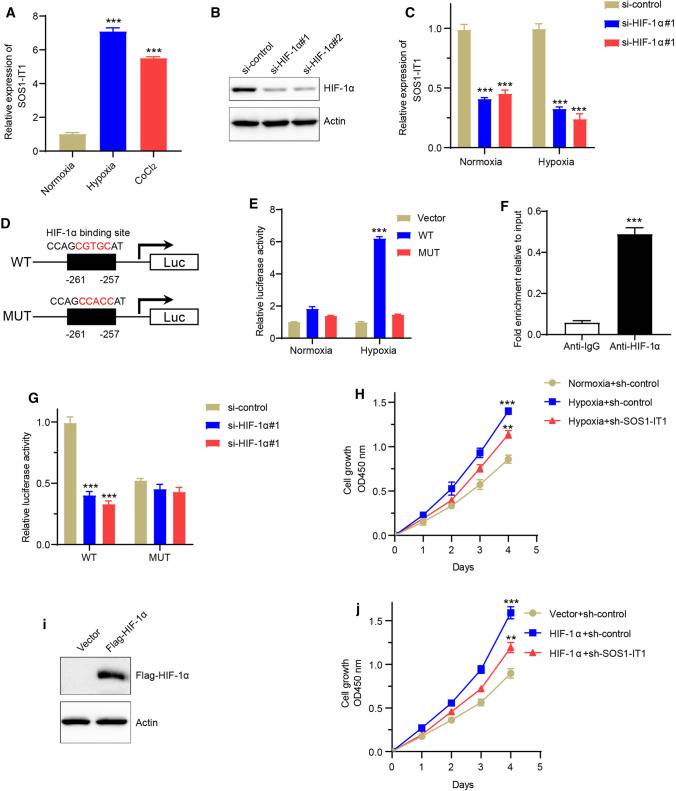 A
Relative expression of
SOS1-IT1
8
6
4
2
0
***
***
Normoxia
Hypoxia
CoCl2
B
si-control
si-HIF-1α#1
si-HIF-1α#2
HIF-1α
Actin
C
si-control
si-HIF-1α#1
si-HIF-1α#1
Relative expression of
SOS1-IT1
1.0
0.5
0.0
***
***
***
***
Normoxia
Hypoxia
D
HIF-1α binding site
CCAGCGTGCAT
WT
Luc
-261
-257
CCAGCCACCAT
MUT
Luc
-261
-257
E
Vector
WT
MUT
Relative luciferase activity
8
6
4
2
0
***
Normoxia
Hypoxia
F
Fold enrichment relative to input
0.6
0.4
0.2
0.0
***
Anti-IgG
Anti-HIF-1α
G
si-control
si-HIF-1α#1
si-HIF-1α#1
Relative luciferase activity
1.0
0.5
0.0
***
***
WT
MUT
H
Normoxia+sh-control
Hypoxia+sh-control
Hypoxia+sh-SOS1-IT1
Cell growth
OD450 nm
1.5
1.0
0.5
0.0
***
**
0
1
2
3
4
5
Days
i
Vector
Flag-HIF-1α
Flag-HIF-1α
Actin
j
Vector+sh-control
HIF-1α+sh-control
HIF-1α+sh-SOS1-IT1
Cell growth
OD450 nm
1.5
1.0
0.5
0.0
***
**
0
1
2
3
4
5
Days